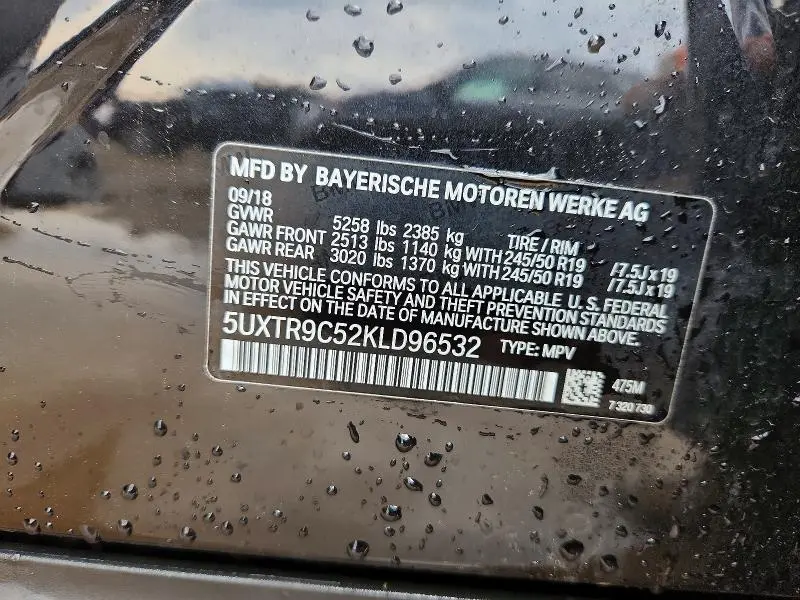 MFD BY BAYERISCHE MOTOREN WERKE AG
09/18
GVWR 5258 lbs 2385 kg TIRE / RIM
GAWR FRONT 2513 lbs 1140 kg WITH 245/50 R19 /7.5J x 19
GAWR REAR 3020 lbs 1370 kg WITH 245/50 R19 /7.5J x 19
THIS VEHICLE CONFORMS TO ALL APPLICABLE U.S. FEDERAL
MOTOR VEHICLE SAFETY AND THEFT PREVENTION STANDARDS
IN EFFECT ON THE DATE OF MANUFACTURE SHOWN ABOVE.
5UXTR9C52KLD96532 TYPE: MPV
475M
7 320 730